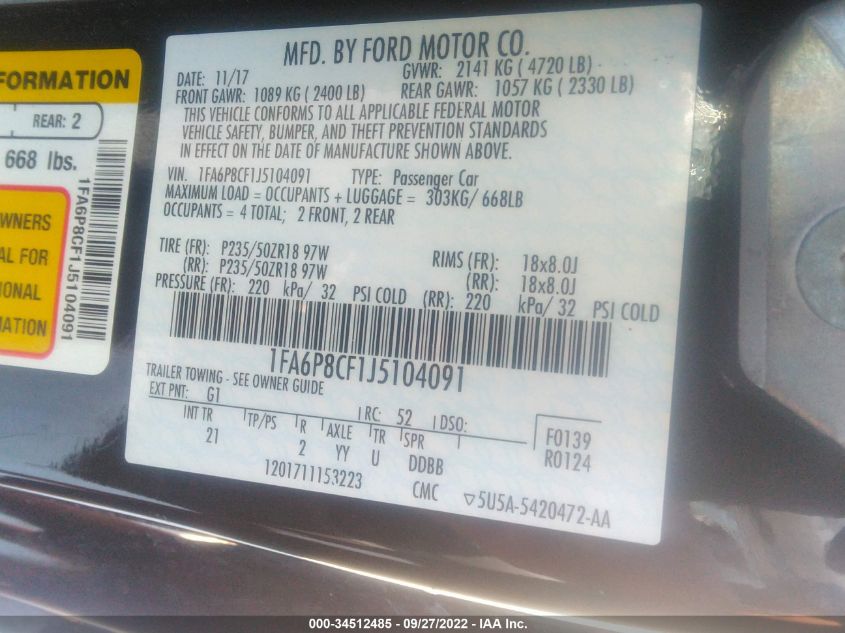 FORMATION
REAR: 2
668 lbs.
1FA6P8CF1J5104091
OWNERS
AL FOR
IONAL
MATION
MFD. BY FORD MOTOR CO.
DATE: 11/17 GVWR: 2141 KG ( 4720 LB)
FRONT GAWR: 1089 KG ( 2400 LB) REAR GAWR: 1057 KG ( 2330 LB)
THIS VEHICLE CONFORMS TO ALL APPLICABLE FEDERAL MOTOR
VEHICLE SAFETY, BUMPER, AND THEFT PREVENTION STANDARDS
IN EFFECT ON THE DATE OF MANUFACTURE SHOWN ABOVE.
VIN: 1FA6P8CF1J5104091 TYPE: Passenger Car
MAXIMUM LOAD = OCCUPANTS + LUGGAGE = 303KG/ 668LB
OCCUPANTS = 4 TOTAL; 2 FRONT, 2 REAR
TIRE (FR): P235/50ZR18 97W RIMS (FR): 18x8.0J
(RR): P235/50ZR18 97W (RR): 18x8.0J
PRESSURE (FR): 220 kPa/ 32 PSI COLD (RR): 220 kPa/ 32 PSI COLD
1FA6P8CF1J5104091
TRAILER TOWING - SEE OWNER GUIDE
EXT PNT: G1 RC: 52 DSO:
INT TR TP/PS R AXLE TR SPR F0139
21 2 YY U DDBB R0124
1201711153223 CMC ▽5U5A-5420472-AA
000-34512485 - 09/27/2022 - IAA Inc.